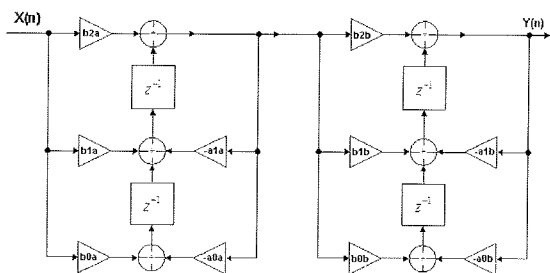 X(n) Y(n)
b2a b2b
z⁻¹ z⁻¹
b1a -a1a b1b -a1b
z⁻¹ z⁻¹
b0a -a0a b0b -a0b